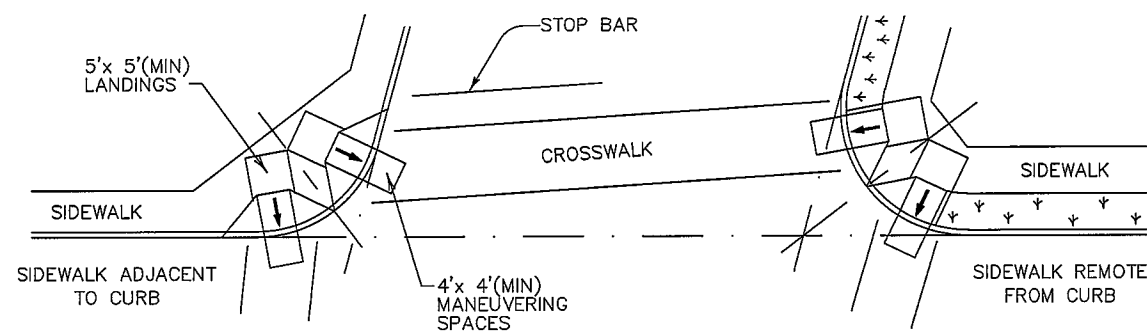 STOP BAR
5'x 5'(MIN)
LANDINGS
CROSSWALK
SIDEWALK
SIDEWALK
SIDEWALK ADJACENT
TO CURB
4'x 4'(MIN)
MANEUVERING
SPACES
SIDEWALK REMOTE
FROM CURB